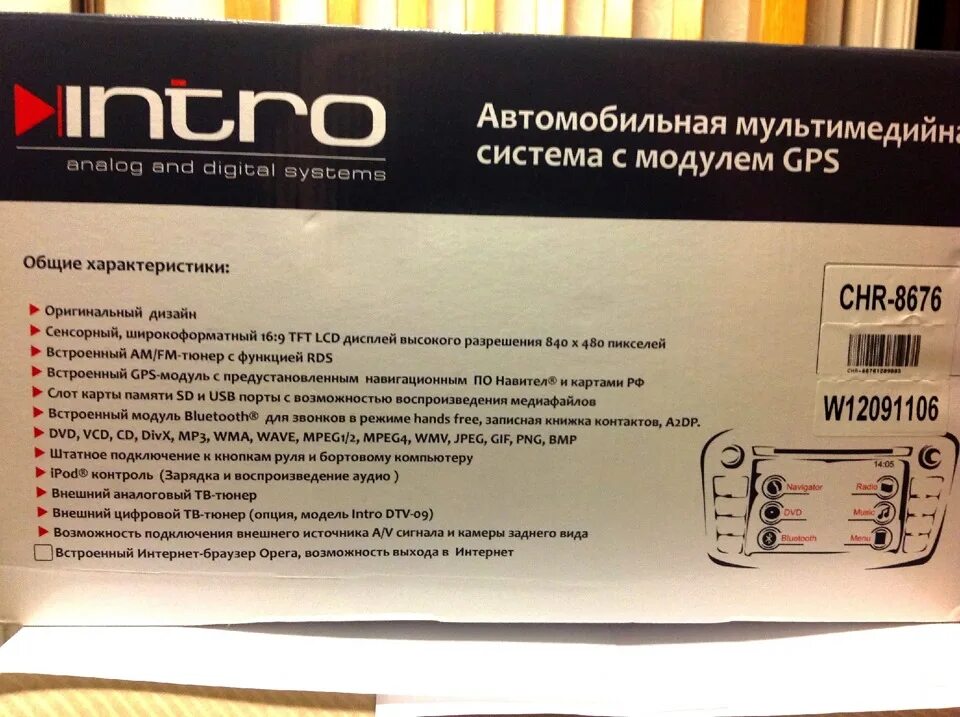 intro
analog and digital systems
Автомобильная мультимедийна
система с модулем GPS
Общие характеристики:
Оригинальный дизайн
Сенсорный, широкоформатный 16:9 TFT LCD дисплей высокого разрешения 840 x 480 пикселей
Встроенный AM/FM-тюнер с функцией RDS
Встроенный GPS-модуль с предустановленным навигационным ПО Навител® и картами РФ
Слот карты памяти SD и USB порты с возможностью воспроизведения медиафайлов
Встроенный модуль Bluetooth® для звонков в режиме hands free, записная книжка контактов, A2DP.
DVD, VCD, CD, DivX, MP3, WMA, WAVE, MPEG1/2, MPEG4, WMV, JPEG, GIF, PNG, BMP
Штатное подключение к кнопкам руля и бортовому компьютеру
iPod® контроль (Зарядка и воспроизведение аудио )
Внешний аналоговый ТВ-тюнер
Внешний цифровой ТВ-тюнер (опция, модель Intro DTV-09)
Возможность подключения внешнего источника A/V сигнала и камеры заднего вида
Встроенный Интернет-браузер Opera, возможность выхода в Интернет
CHR-8676
W12091106
14:05
Navigator
Radio
DVD
Music
Bluetooth
Menu